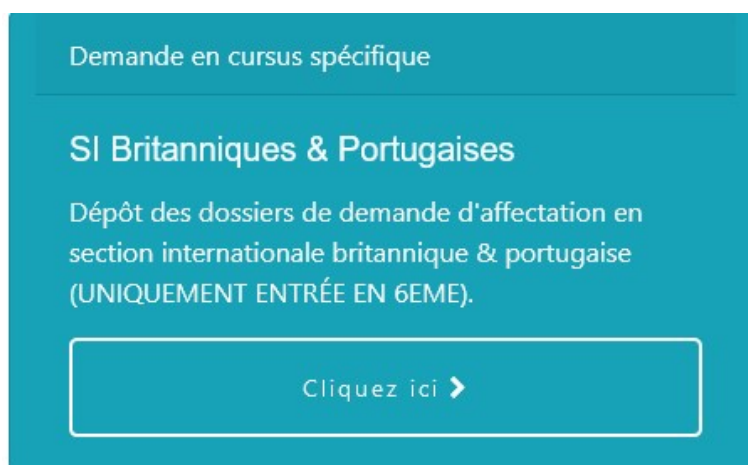 Demande en cursus spécifique
SI Britanniques & Portugaises
Dépôt des dossiers de demande d'affectation en
section internationale britannique & portugaise
(UNIQUEMENT ENTRÉE EN 6EME).
Cliquez ici